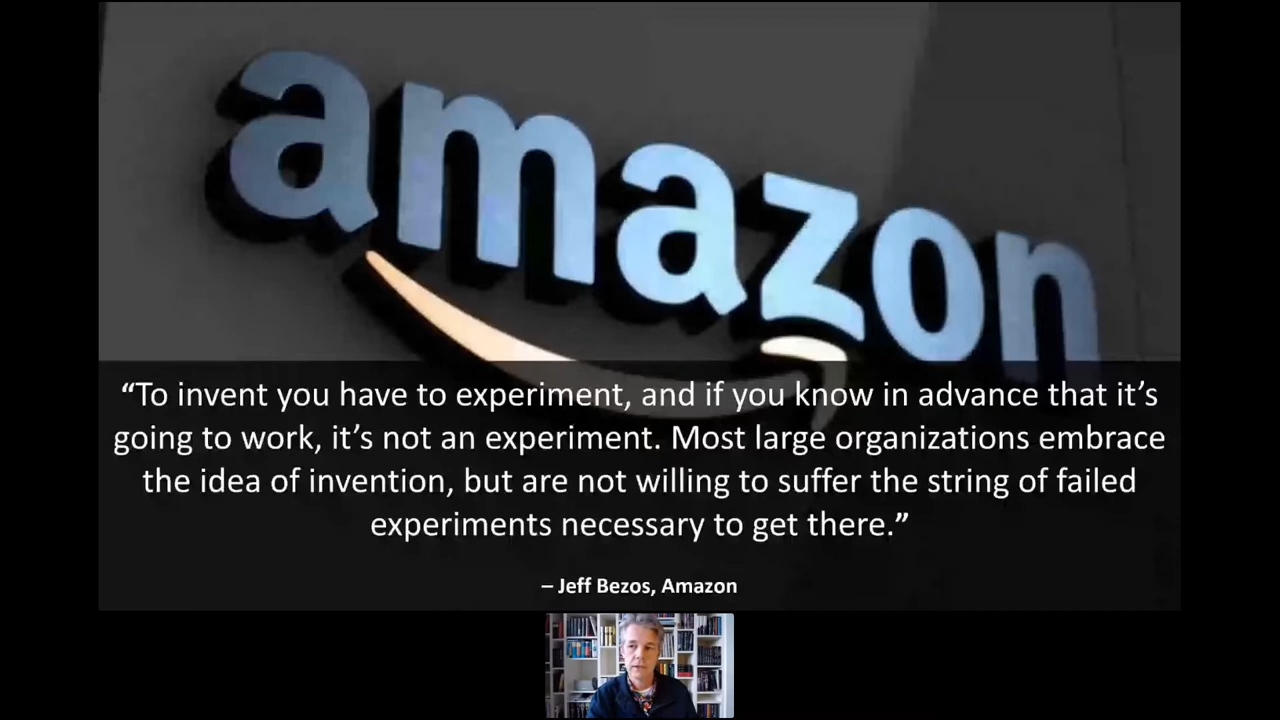 amazon
“To invent you have to experiment, and if you know in advance that it’s
going to work, it’s not an experiment. Most large organizations embrace
the idea of invention, but are not willing to suffer the string of failed
experiments necessary to get there.”
– Jeff Bezos, Amazon